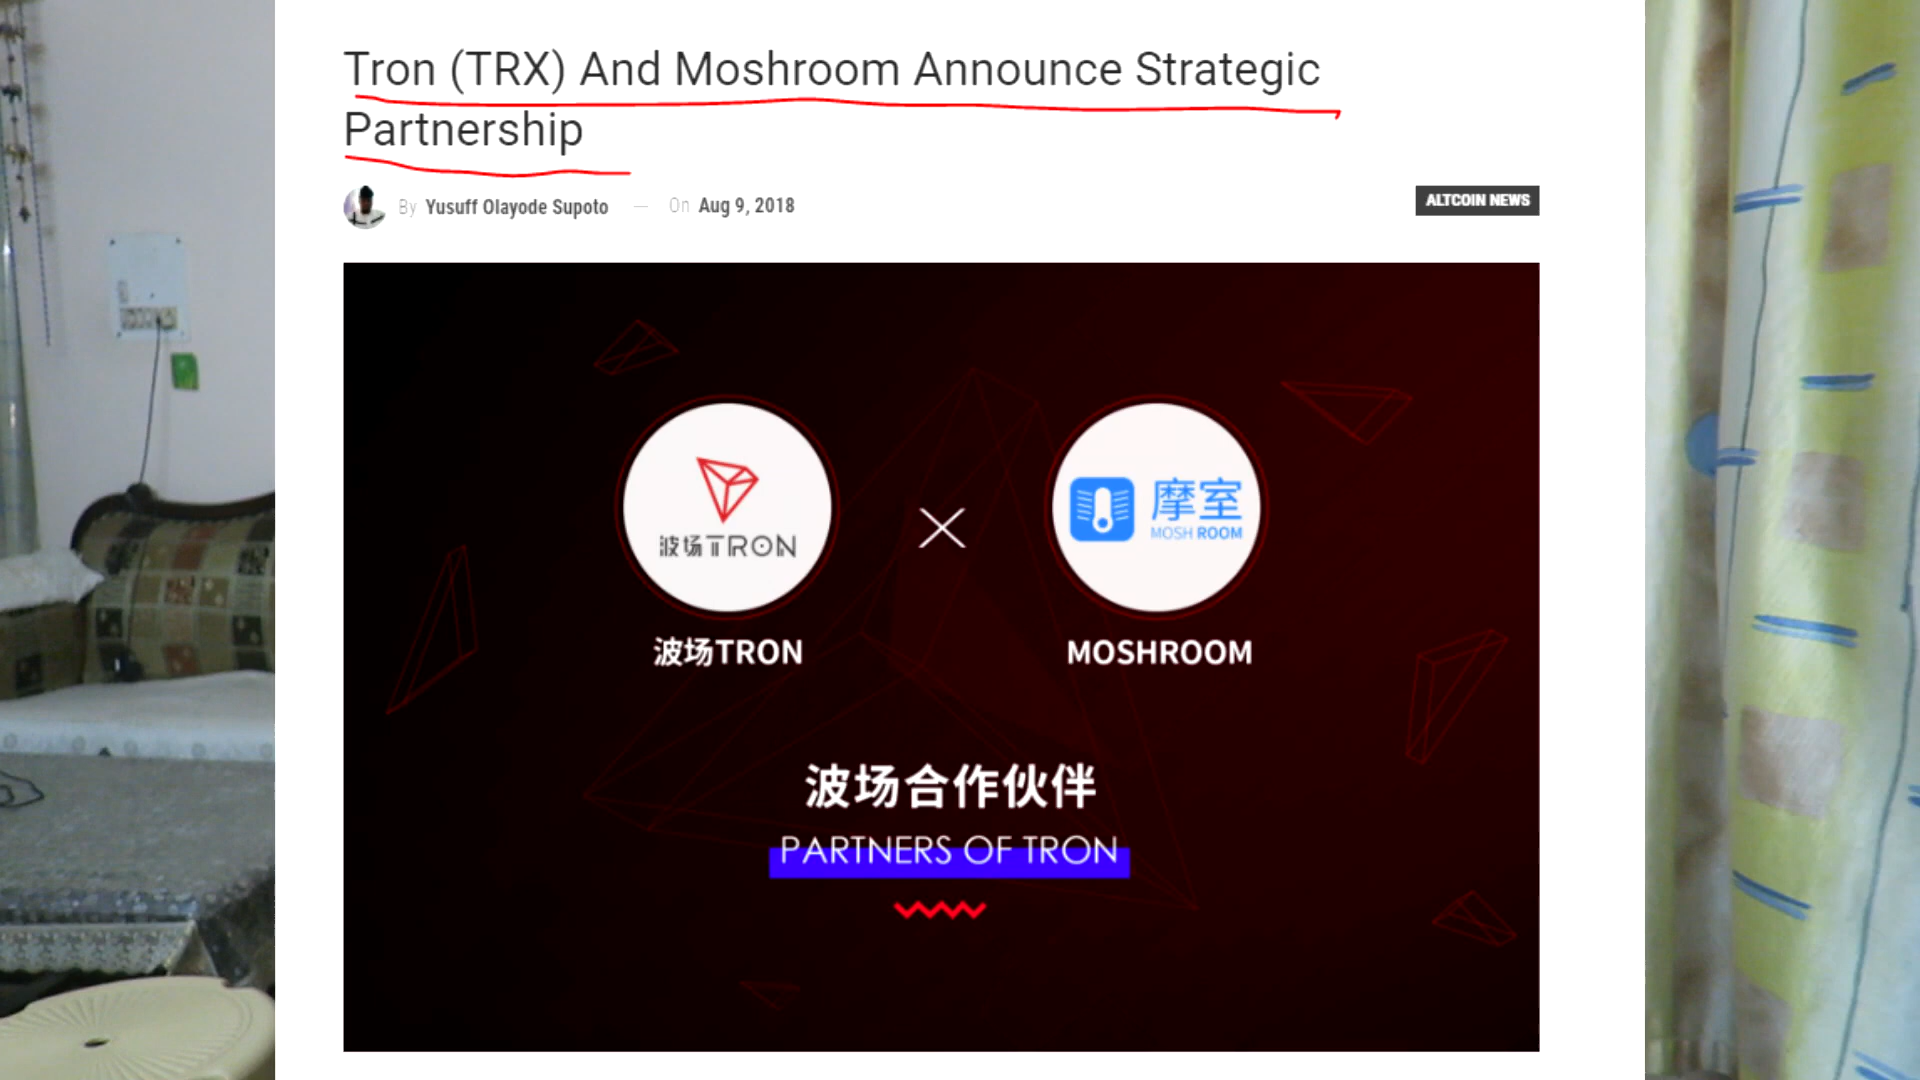 Tron (TRX) And Moshroom Announce Strategic
Partnership
By Yusuff Olayode Supoto — On Aug 9, 2018
ALTCOIN NEWS
波场TRON
摩室
MOSH ROOM
波场TRON
MOSHROOM
波场合作伙伴
PARTNERS OF TRON